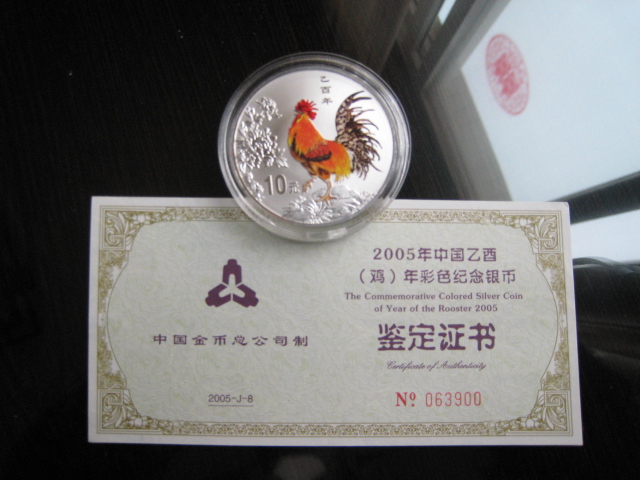 乙酉年
10元
2005年中国乙酉
(鸡)年彩色纪念银币
The Commemorative Colored Silver Coin
of Year of the Rooster 2005
中国金币总公司制
鉴定证书
Certificate of Authenticity
2005-J-8
Nº 063900